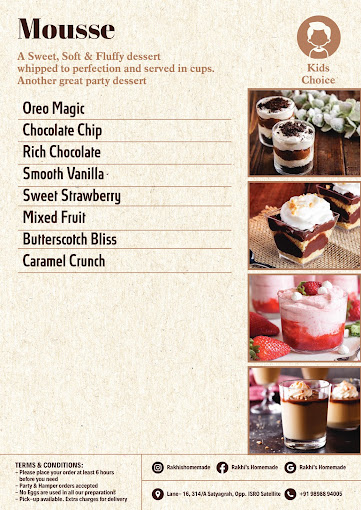 Mousse
A Sweet, Soft & Fluffy dessert
whipped to perfection and served in cups.
Another great party dessert
Kids
Choice
Oreo Magic
Chocolate Chip
Rich Chocolate
Smooth Vanilla
Sweet Strawberry
Mixed Fruit
Butterscotch Bliss
Caramel Crunch
TERMS & CONDITIONS:
- Please place your order at least 6 hours
before you need
- Party & Hamper orders accepted
- No Eggs are used in all our preparation!
- Pick-up available. Extra charges for delivery
Rakhishomemade
Rakhi's Homemade
Rakhi's Homemade
Lane- 16, 314/A Satyagrah, Opp. ISRO Satellite
+91 98988 94005